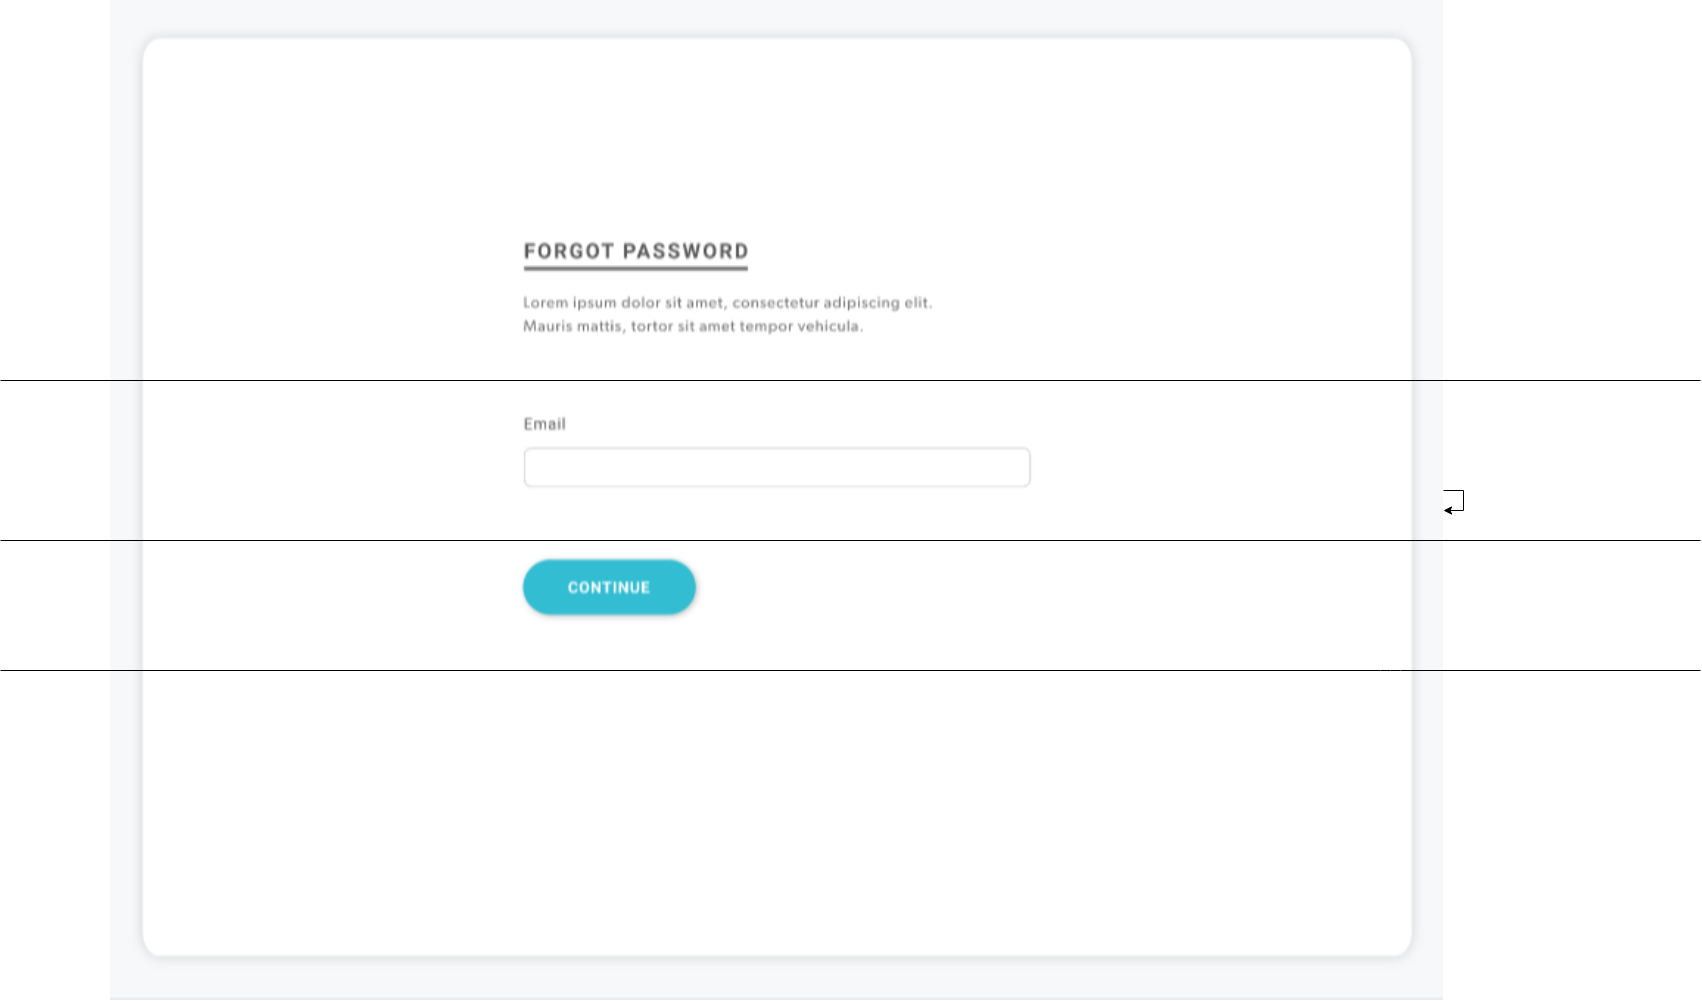 FORGOT PASSWORD
Lorem ipsum dolor sit amet, consectetur adipiscing elit.
Mauris mattis, tortor sit amet tempor vehicula.
Email
CONTINUE